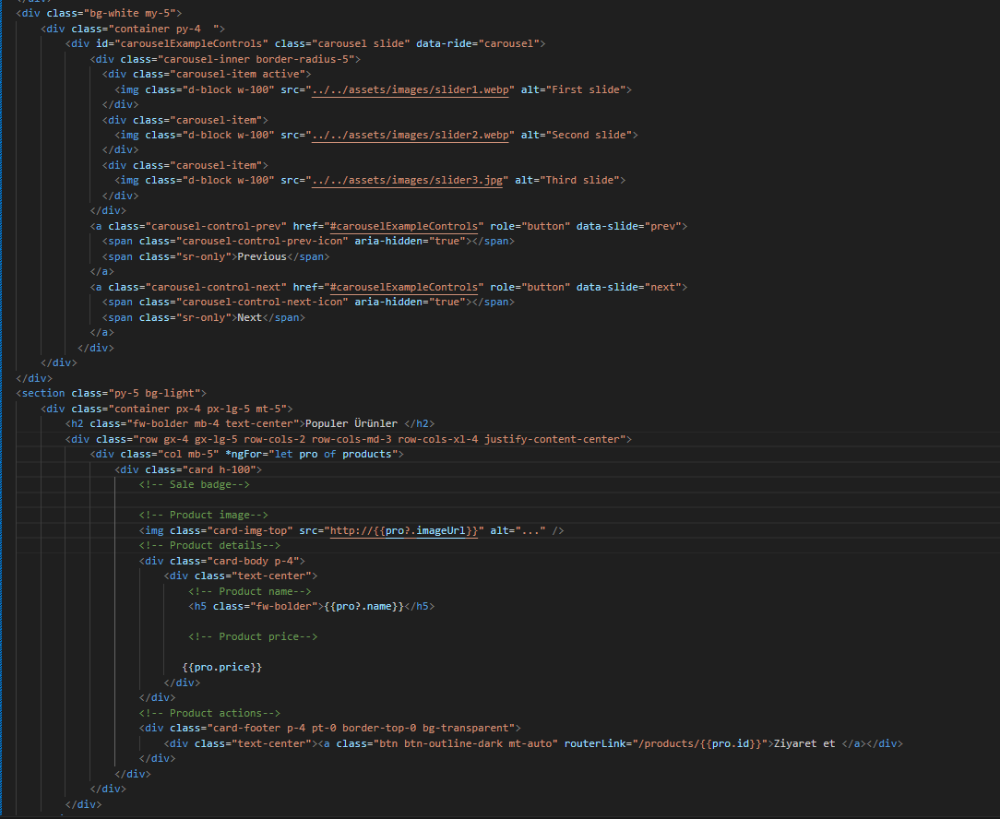 <div class="bg-white my-5">
<div class="container py-4  ">
<div id="carouselExampleControls" class="carousel slide" data-ride="carousel">
<div class="carousel-inner border-radius-5">
<div class="carousel-item active">
<img class="d-block w-100" src="../../assets/images/slider1.webp" alt="First slide">
</div>
<div class="carousel-item">
<img class="d-block w-100" src="../../assets/images/slider2.webp" alt="Second slide">
</div>
<div class="carousel-item">
<img class="d-block w-100" src="../../assets/images/slider3.jpg" alt="Third slide">
</div>
</div>
<a class="carousel-control-prev" href="#carouselExampleControls" role="button" data-slide="prev">
<span class="carousel-control-prev-icon" aria-hidden="true"></span>
<span class="sr-only">Previous</span>
</a>
<a class="carousel-control-next" href="#carouselExampleControls" role="button" data-slide="next">
<span class="carousel-control-next-icon" aria-hidden="true"></span>
<span class="sr-only">Next</span>
</a>
</div>
</div>
</div>
<section class="py-5 bg-light">
<div class="container px-4 px-lg-5 mt-5">
<h2 class="fw-bolder mb-4 text-center">Populer Ürünler </h2>
<div class="row gx-4 gx-lg-5 row-cols-2 row-cols-md-3 row-cols-xl-4 justify-content-center">
<div class="col mb-5" *ngFor="let pro of products">
<div class="card h-100">
<!-- Sale badge-->
<!-- Product image-->
<img class="card-img-top" src="http://{{pro?.imageUrl}}" alt="..." />
<!-- Product details-->
<div class="card-body p-4">
<div class="text-center">
<!-- Product name-->
<h5 class="fw-bolder">{{pro?.name}}</h5>
<!-- Product price-->
{{pro.price}}
</div>
</div>
<!-- Product actions-->
<div class="card-footer p-4 pt-0 border-top-0 bg-transparent">
<div class="text-center"><a class="btn btn-outline-dark mt-auto" routerLink="/products/{{pro.id}}">Ziyaret et </a></div>
</div>
</div>
</div>
</div>